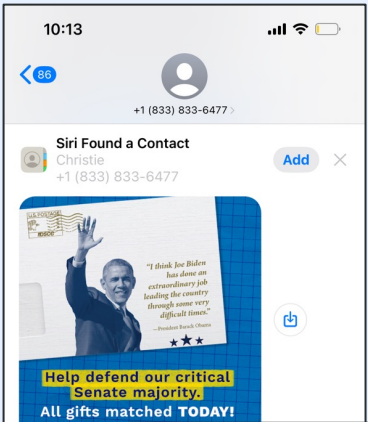 10:13
86
+1 (833) 833-6477
Siri Found a Contact
Christie
+1 (833) 833-6477
Add
U.S. POSTAGE
"I think Joe Biden
has done an
extraordinary job
leading the country
through some very
difficult times."
—President Barack Obama
Help defend our critical
Senate majority.
All gifts matched TODAY!